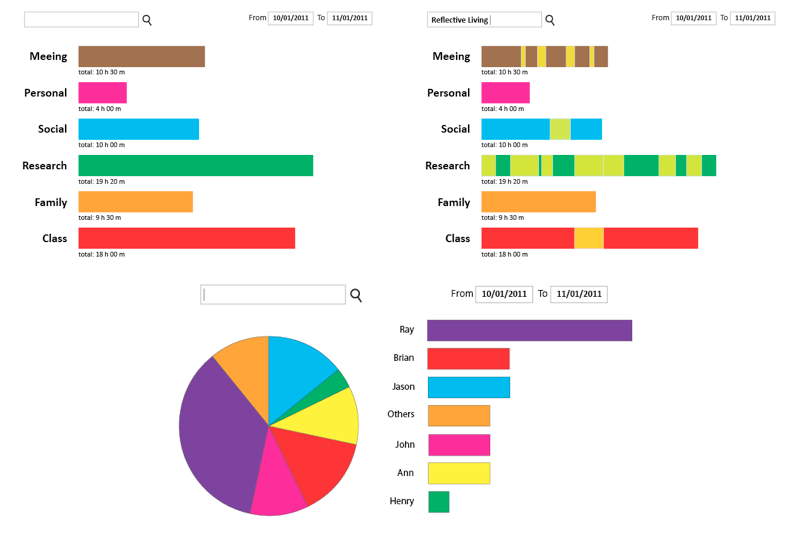 From 10/01/2011 To 11/01/2011
Meeing
total: 10 h 30 m
Personal
total: 4 h 00 m
Social
total: 10 h 00 m
Research
total: 19 h 20 m
Family
total: 9 h 30 m
Class
total: 18 h 00 m
Reflective Living From 10/01/2011 To 11/01/2011
Meeing
total: 10 h 30 m
Personal
total: 4 h 00 m
Social
total: 10 h 00 m
Research
total: 19 h 20 m
Family
total: 9 h 30 m
Class
total: 18 h 00 m
From 10/01/2011 To 11/01/2011
Ray
Brian
Jason
Others
John
Ann
Henry